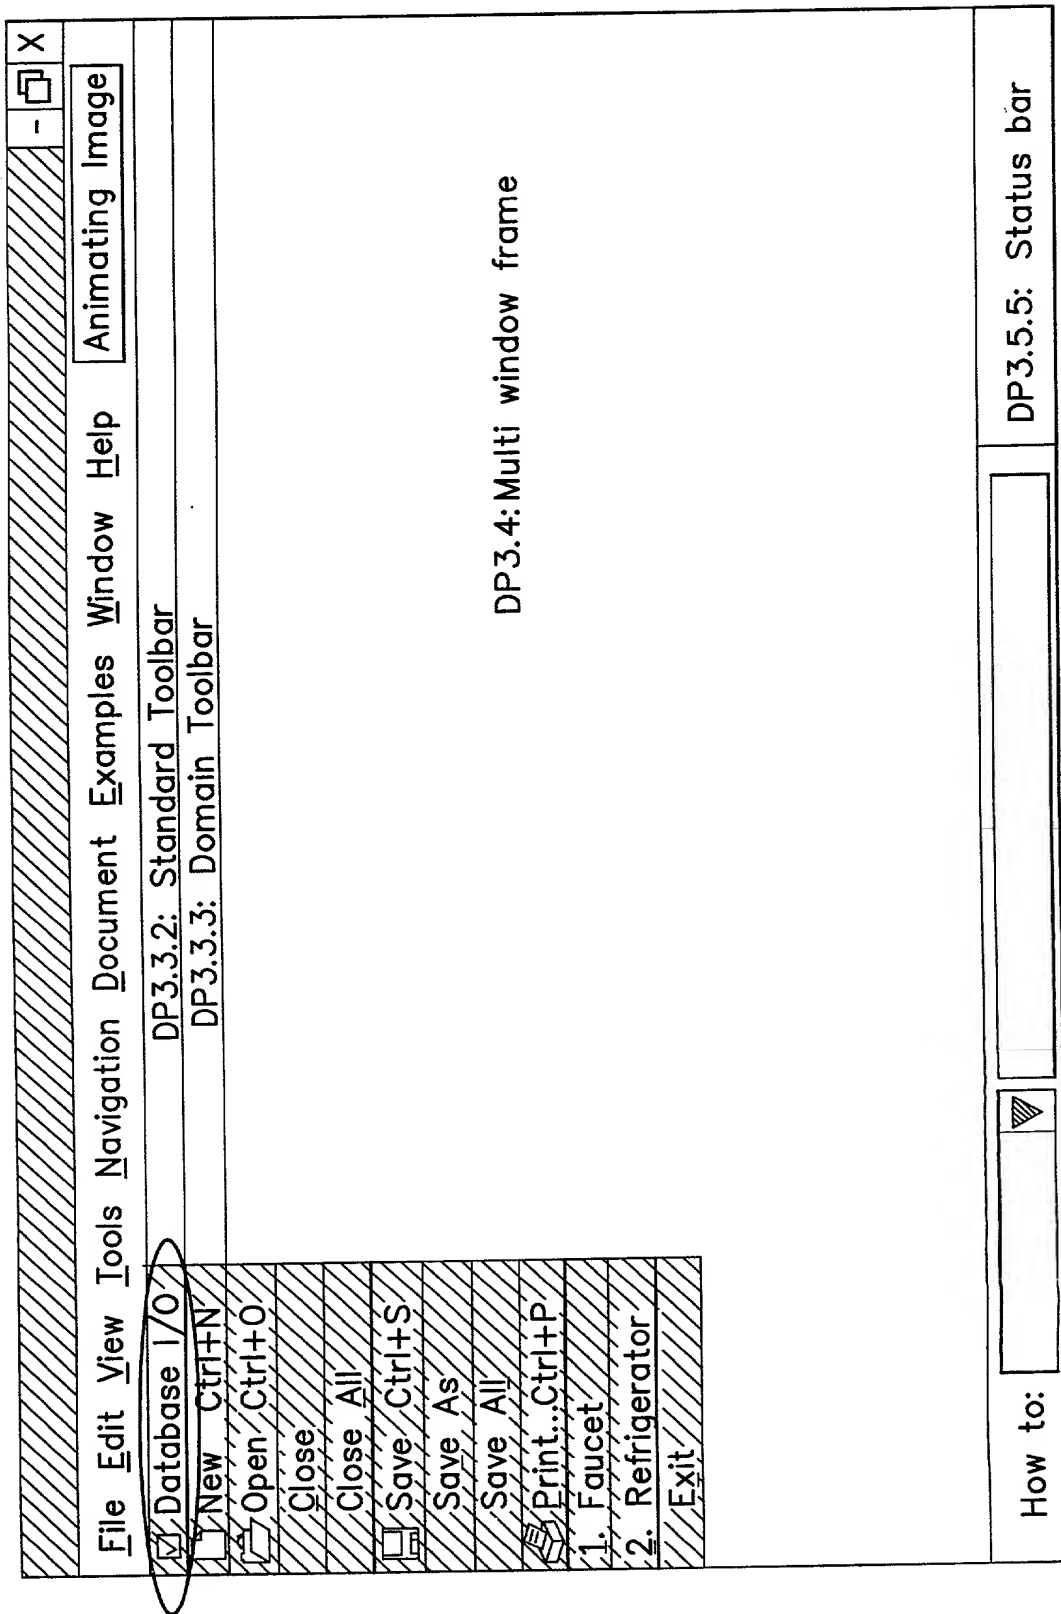 - X
File Edit View Tools Navigation Document Examples Window Help Animating Image
Database I/O DP3.3.2: Standard Toolbar
New Ctrl+N DP3.3.3: Domain Toolbar
Open Ctrl+O
Close
Close All
Save Ctrl+S
Save As
Save All
Print...Ctrl+P
1. Faucet
2. Refrigerator
Exit
DP3.4:Multi window frame
How to: DP3.5.5: Status bar